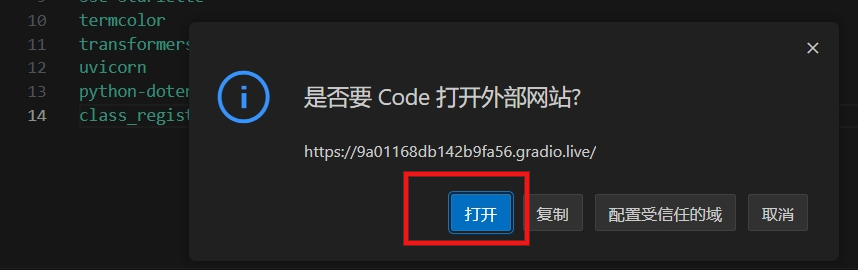 10 termcolor
11 transformers
12 uvicorn
13 python-doten
14 class_regist
是否要 Code 打开外部网站?
https://9a01168db142b9fa56.gradio.live/
打开 复制 配置受信任的域 取消